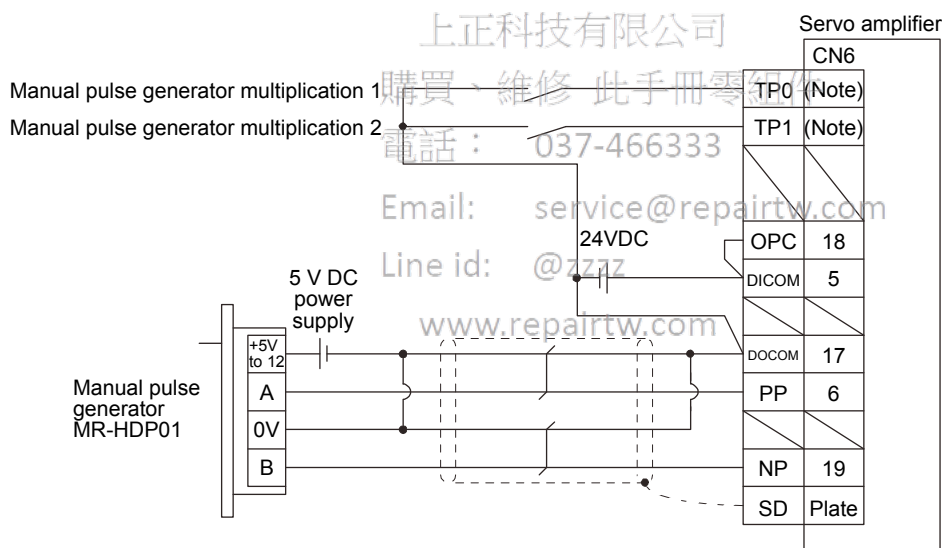 上正科技有限公司
Servo amplifier
CN6
Manual pulse generator multiplication 1
購買、維修 此手冊零組件
TP0 (Note)
Manual pulse generator multiplication 2
TP1 (Note)
電話： 037-466333
Email: service@repairtw.com
24VDC
OPC 18
Line id: @zzzz
DICOM 5
5 V DC
power
supply
www.repairtw.com
+5V
to 12
DOCOM 17
Manual pulse
generator
MR-HDP01
A
PP 6
0V
B
NP 19
SD Plate